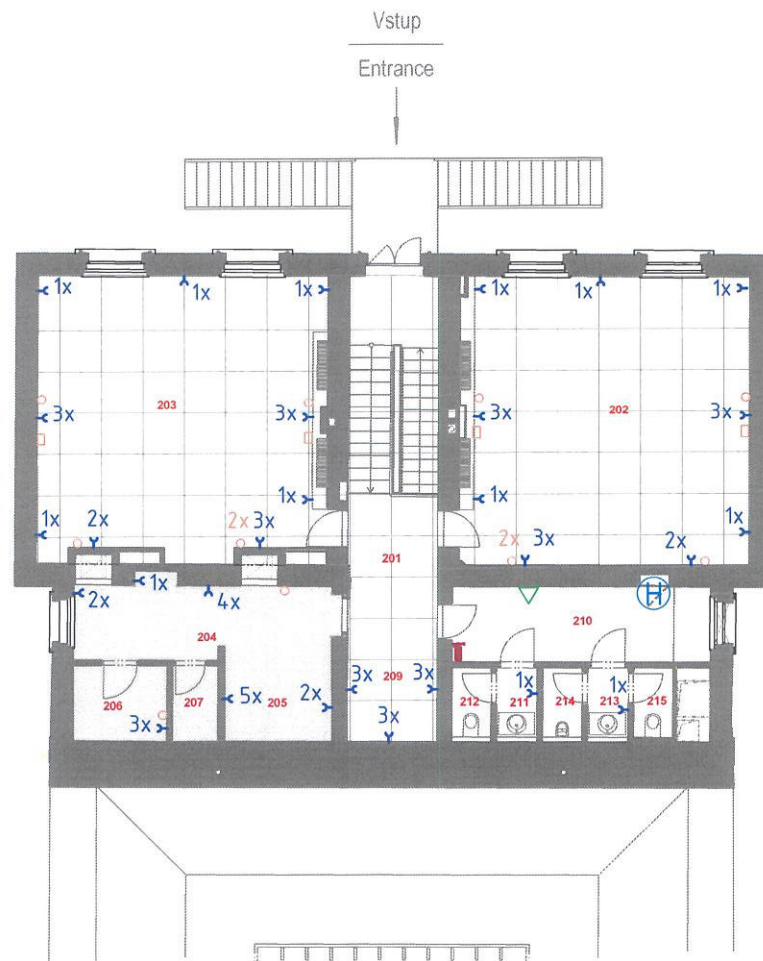 Vstup
Entrance
1x 1x 1x 1x 1x 1x
3x 203 3x 3x 202 3x
1x 1x
1x 2x 2x 3x 201 2x 3x 2x 1x
2x 1x 4x H
204 210
3x 209 3x
206 207 5x 205 2x 212 1x 211 214 1x 213 215
3x 3x